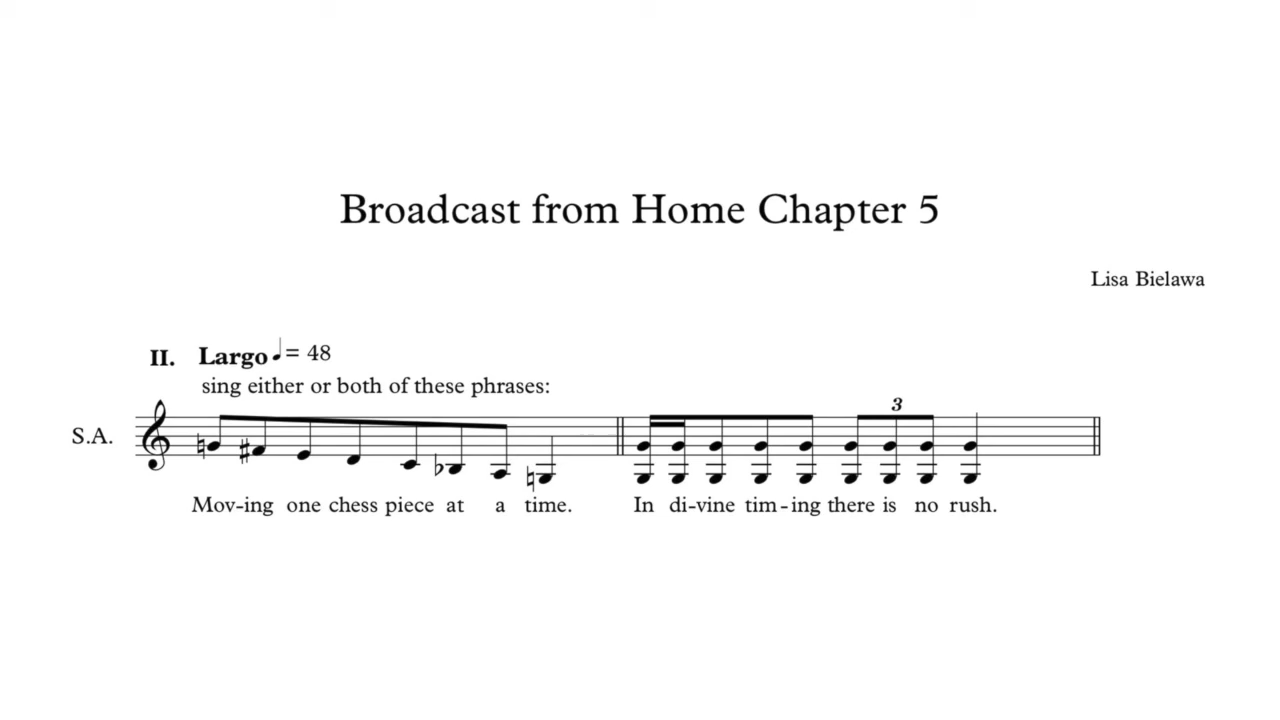 Broadcast from Home Chapter 5
Lisa Bielawa
II. Largo ♩= 48
sing either or both of these phrases:
3
S.A.
Mov-ing one chess piece at a time. In di-vine tim-ing there is no rush.